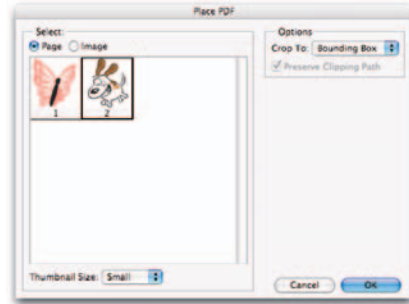 Place PDF
Select:
Page Image
1 2
Thumbnail Size: Small
Options
Crop To: Bounding Box
Preserve Clipping Path
Cancel OK